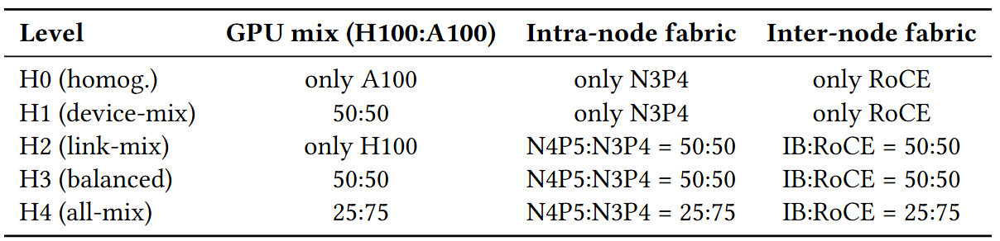 Level GPU mix (H100:A100) Intra-node fabric Inter-node fabric
H0 (homog.) only A100 only N3P4 only RoCE
H1 (device-mix) 50:50 only N3P4 only RoCE
H2 (link-mix) only H100 N4P5:N3P4 = 50:50 IB:RoCE = 50:50
H3 (balanced) 50:50 N4P5:N3P4 = 50:50 IB:RoCE = 50:50
H4 (all-mix) 25:75 N4P5:N3P4 = 25:75 IB:RoCE = 25:75